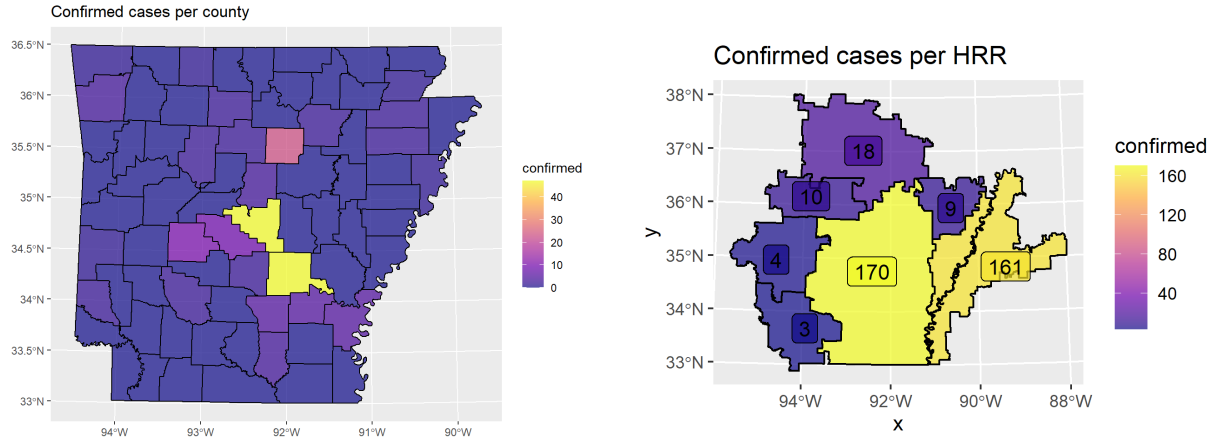 Confirmed cases per county
36.5°N
36°N
35.5°N
35°N
34.5°N
34°N
33.5°N
33°N
94°W
93°W
92°W
91°W
90°W
confirmed
40
30
20
10
0
Confirmed cases per HRR
38°N
37°N
36°N
35°N
34°N
33°N
y
18
10
9
4
170
161
3
94°W
92°W
90°W
88°W
x
confirmed
160
120
80
40